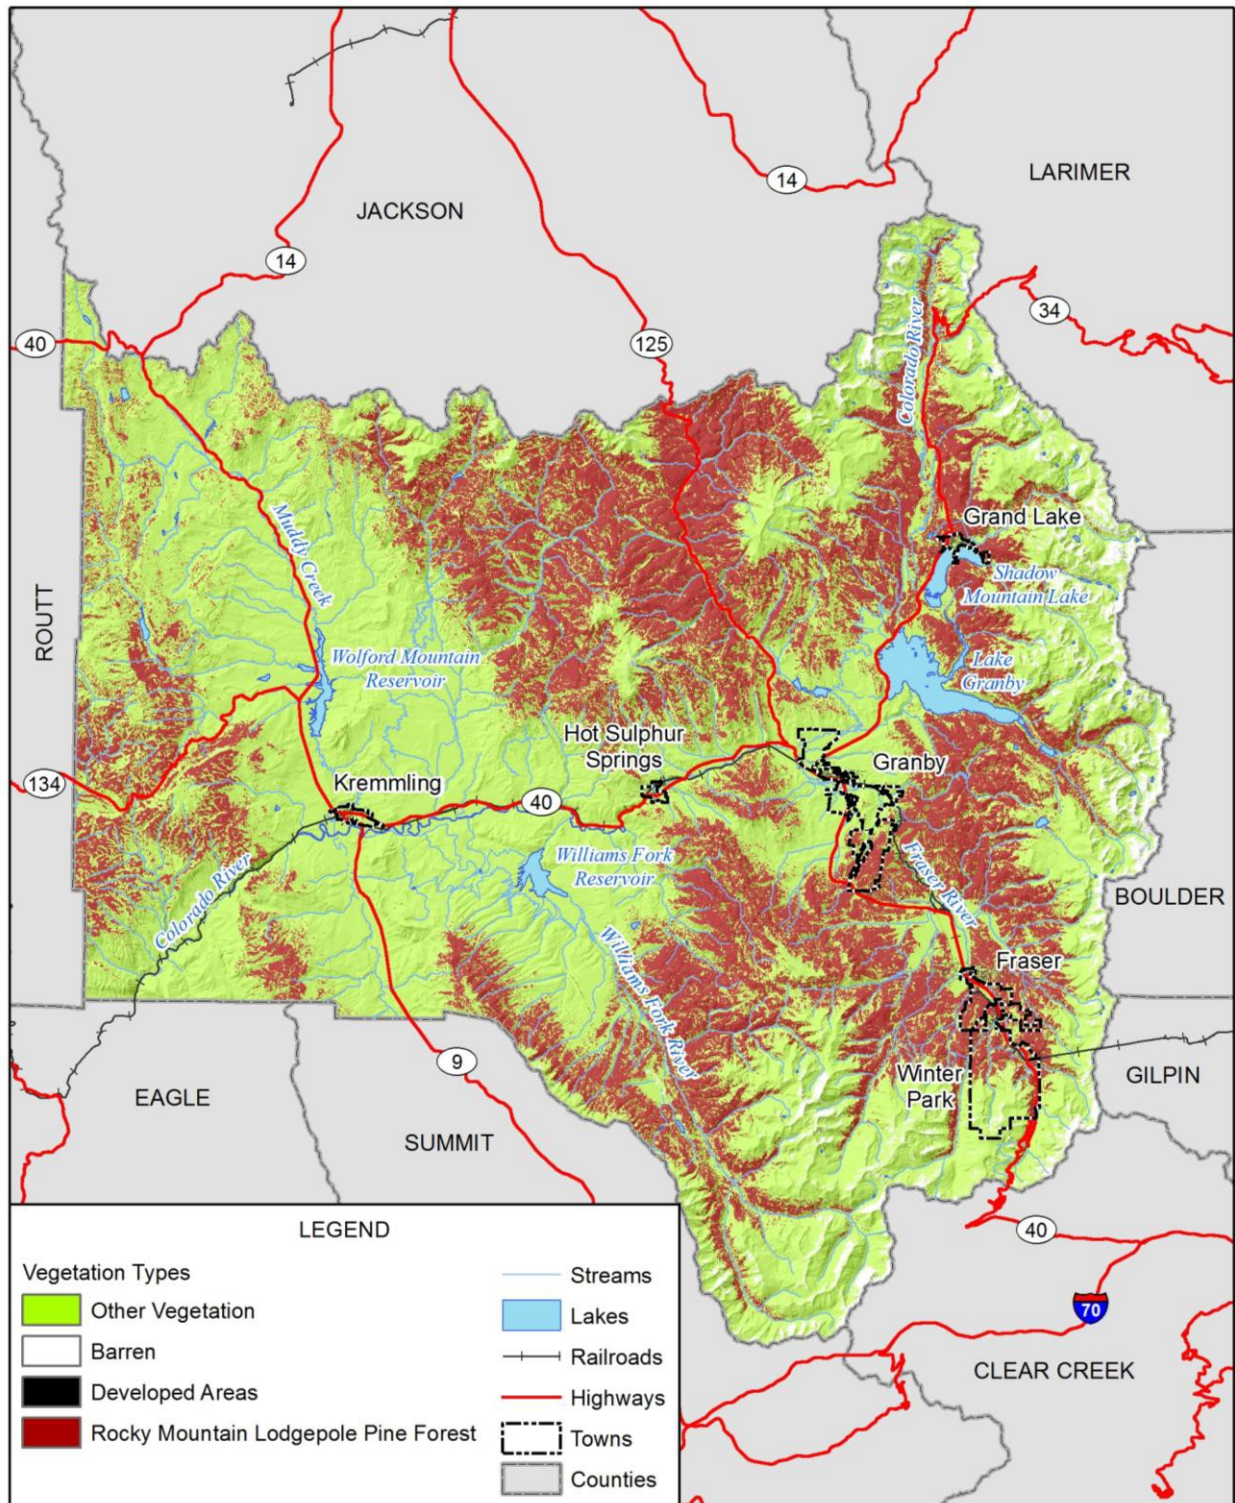 LARIMER
14
JACKSON
14
34
40
125
Colorado River
Muddy Creek
Grand Lake
Shadow
Mountain Lake
ROUTT
Wolford Mountain
Reservoir
Lake
Granby
Hot Sulphur
Springs
Granby
Kremmling
134
40
Williams Fork
Reservoir
Fraser River
BOULDER
Colorado River
Williams Fork River
Fraser
9
Winter
Park
GILPIN
EAGLE
SUMMIT
40
70
CLEAR CREEK
LEGEND
Vegetation Types
Other Vegetation
Barren
Developed Areas
Rocky Mountain Lodgepole Pine Forest
Streams
Lakes
Railroads
Highways
Towns
Counties